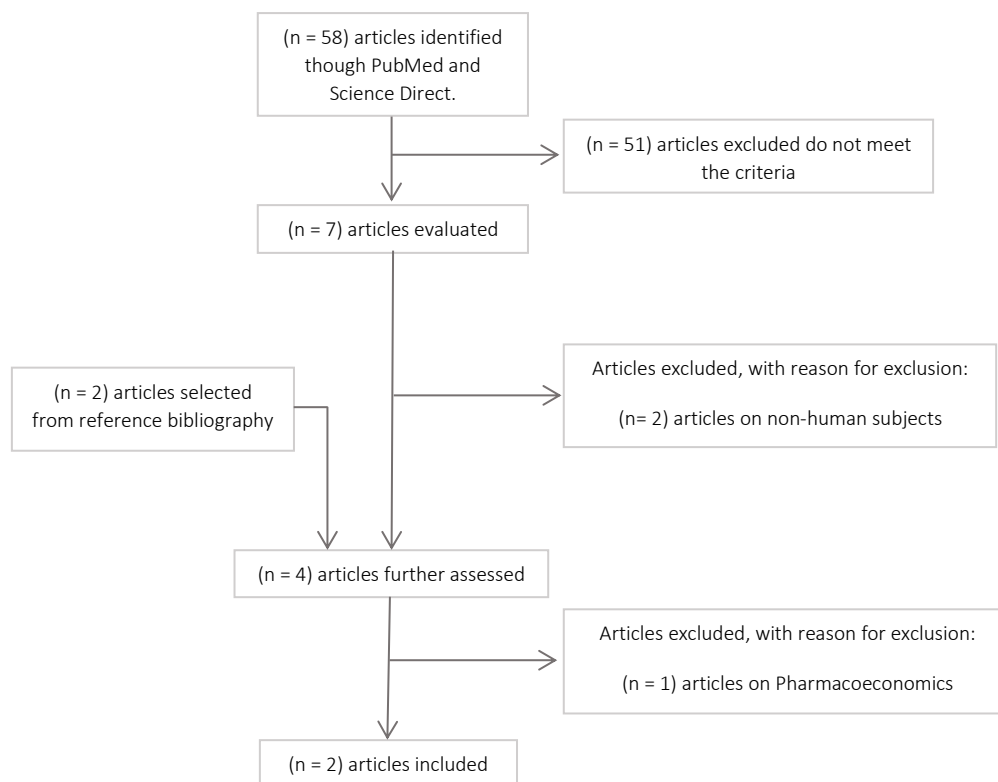 (n = 58) articles identified
though PubMed and
Science Direct.
(n = 51) articles excluded do not meet
the criteria
(n = 7) articles evaluated
Articles excluded, with reason for exclusion:
(n= 2) articles on non-human subjects
(n = 2) articles selected
from reference bibliography
(n = 4) articles further assessed
Articles excluded, with reason for exclusion:
(n = 1) articles on Pharmacoeconomics
(n = 2) articles included